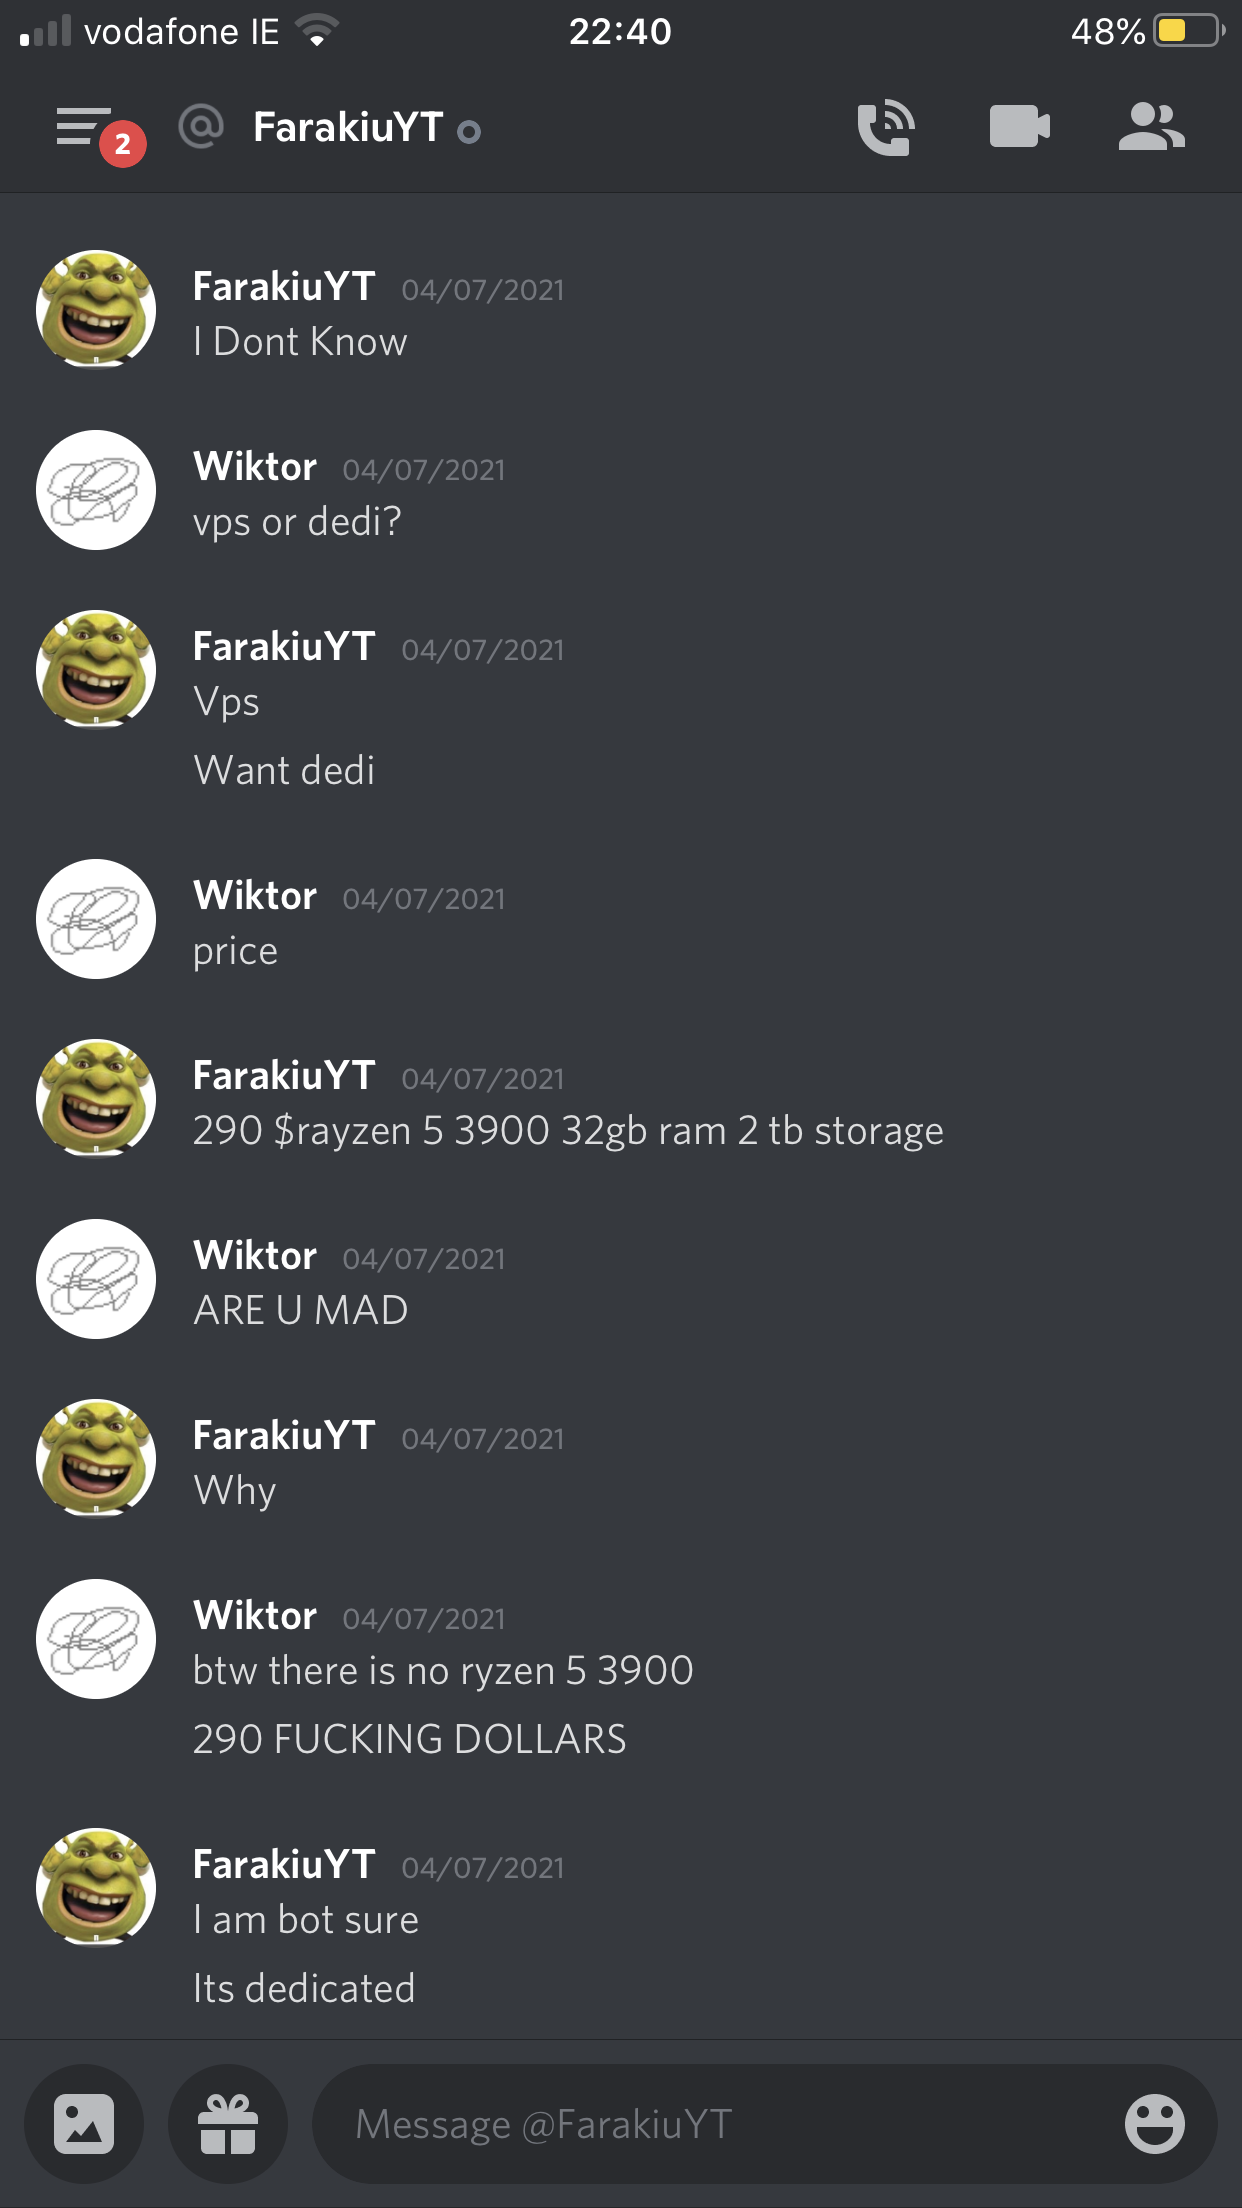 vodafone IE 22:40 48%
2 @ FarakiuYT
FarakiuYT 04/07/2021
I Dont Know
Wiktor 04/07/2021
vps or dedi?
FarakiuYT 04/07/2021
Vps
Want dedi
Wiktor 04/07/2021
price
FarakiuYT 04/07/2021
290 $rayzen 5 3900 32gb ram 2 tb storage
Wiktor 04/07/2021
ARE U MAD
FarakiuYT 04/07/2021
Why
Wiktor 04/07/2021
btw there is no ryzen 5 3900
290 FUCKING DOLLARS
FarakiuYT 04/07/2021
I am bot sure
Its dedicated
Message @FarakiuYT